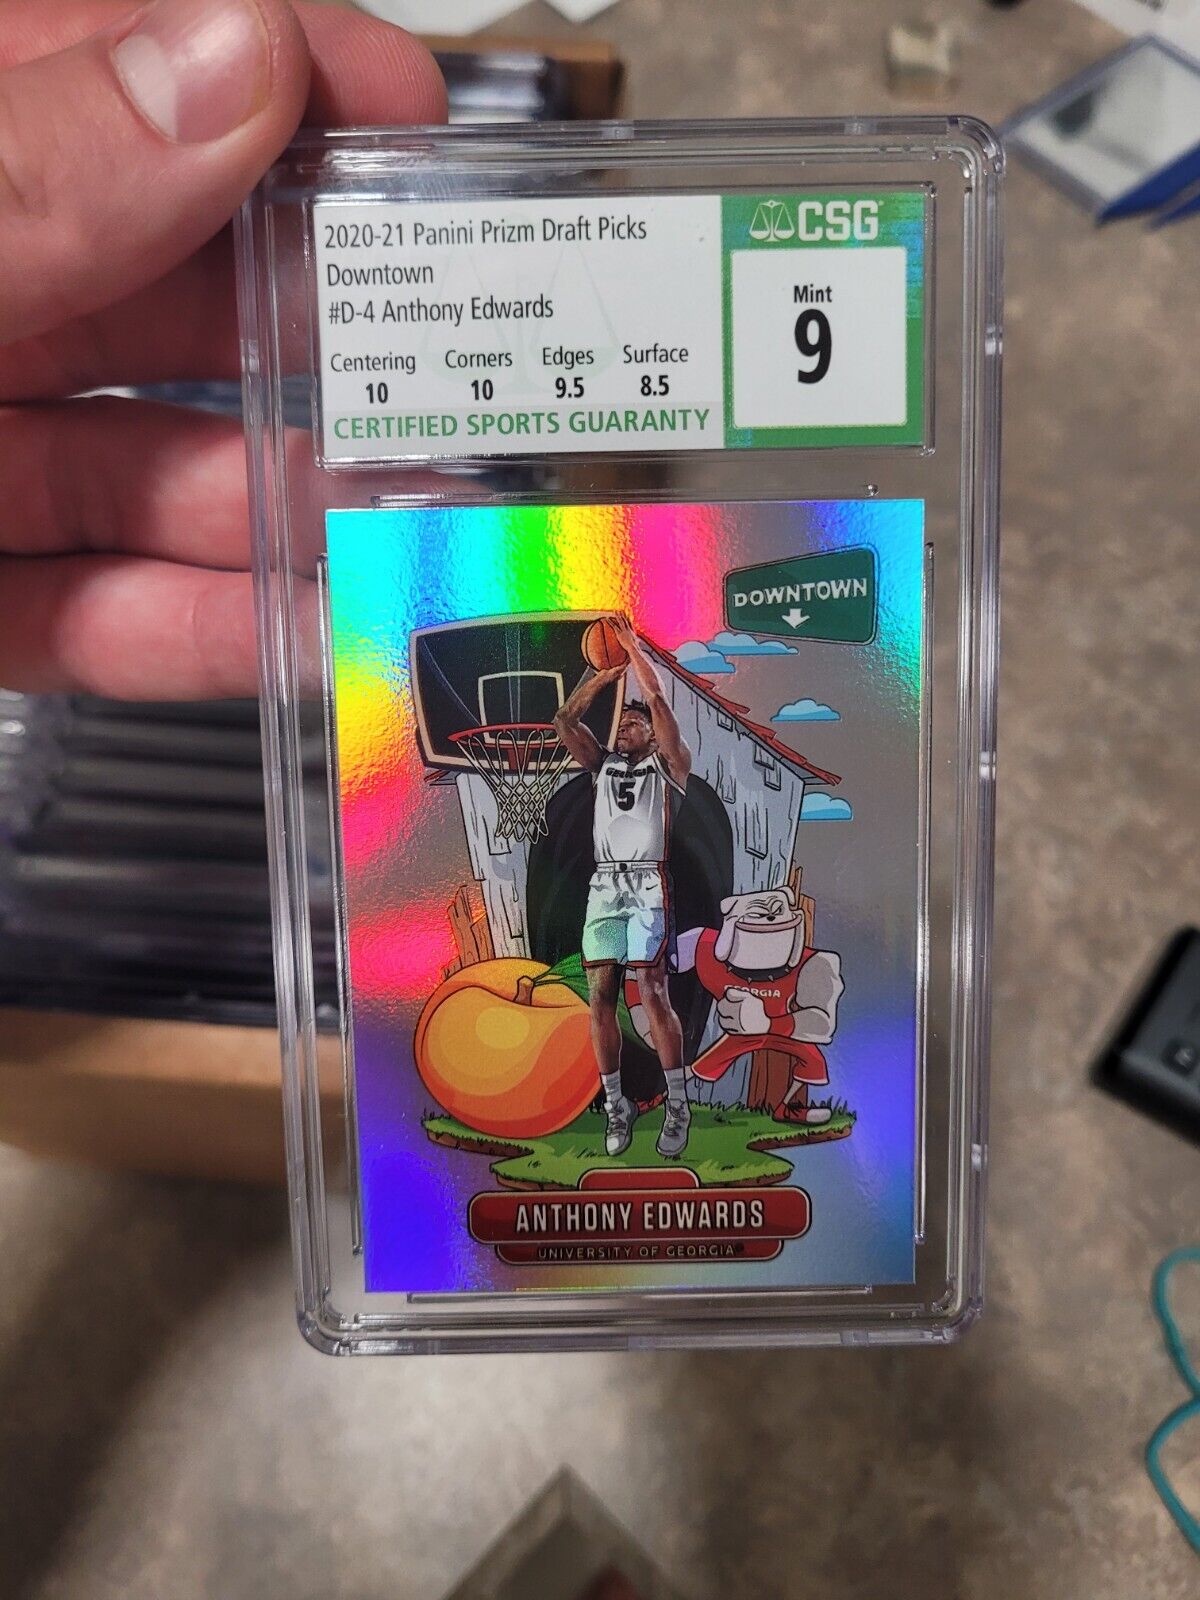 2020-21 Panini Prizm Draft Picks
Downtown
#D-4 Anthony Edwards
Centering Corners Edges Surface
10 10 9.5 8.5
CERTIFIED SPORTS GUARANTY
CSG
Mint
9
DOWNTOWN
GEORGIA
5
GEORGIA
ANTHONY EDWARDS
UNIVERSITY OF GEORGIA®